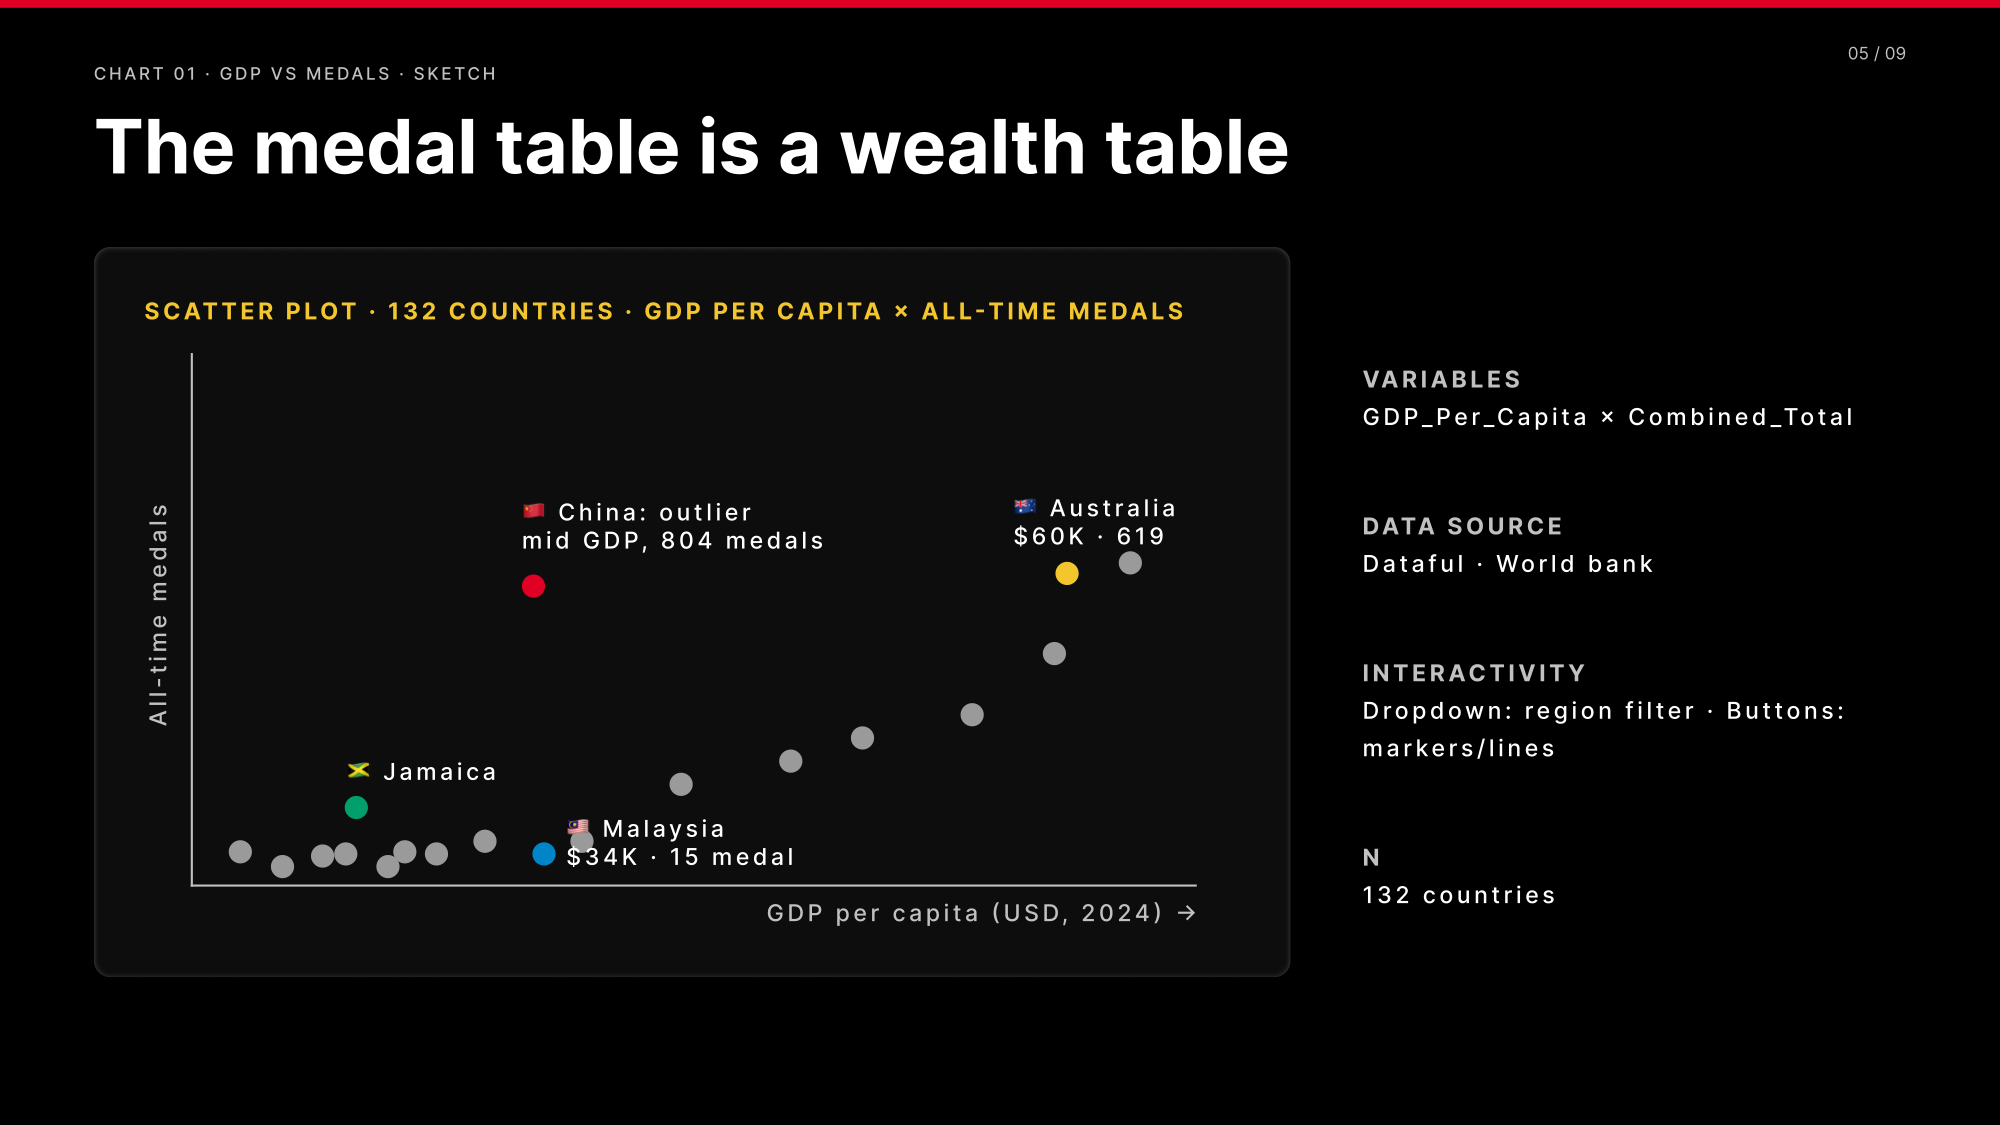 CHART 01 · GDP VS MEDALS · SKETCH
05 / 09
The medal table is a wealth table
SCATTER PLOT · 132 COUNTRIES · GDP PER CAPITA × ALL-TIME MEDALS
All-time medals
China: outlier
mid GDP, 804 medals
Australia
$60K · 619
Jamaica
Malaysia
$34K · 15 medal
GDP per capita (USD, 2024) →
VARIABLES
GDP_Per_Capita × Combined_Total
DATA SOURCE
Dataful · World bank
INTERACTIVITY
Dropdown: region filter · Buttons:
markers/lines
N
132 countries